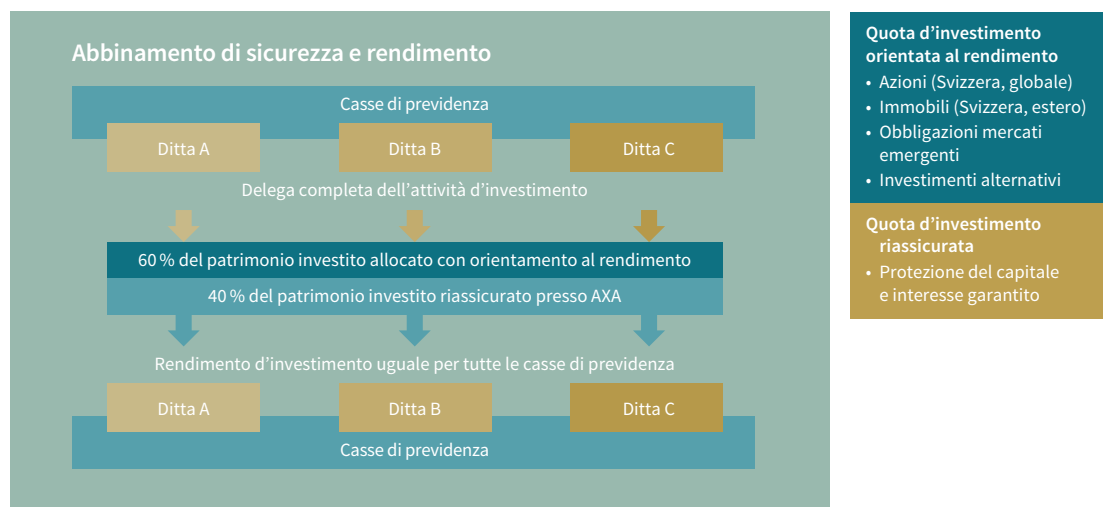 Abbinamento di sicurezza e rendimento
Casse di previdenza
Ditta A
Ditta B
Ditta C
Delega completa dell’attività d’investimento
60 % del patrimonio investito allocato con orientamento al rendimento
40 % del patrimonio investito riassicurato presso AXA
Rendimento d’investimento uguale per tutte le casse di previdenza
Ditta A
Ditta B
Ditta C
Casse di previdenza
Quota d’investimento
orientata al rendimento
• Azioni (Svizzera, globale)
• Immobili (Svizzera, estero)
• Obbligazioni mercati
emergenti
• Investimenti alternativi
Quota d’investimento
riassicurata
• Protezione del capitale
e interesse garantito